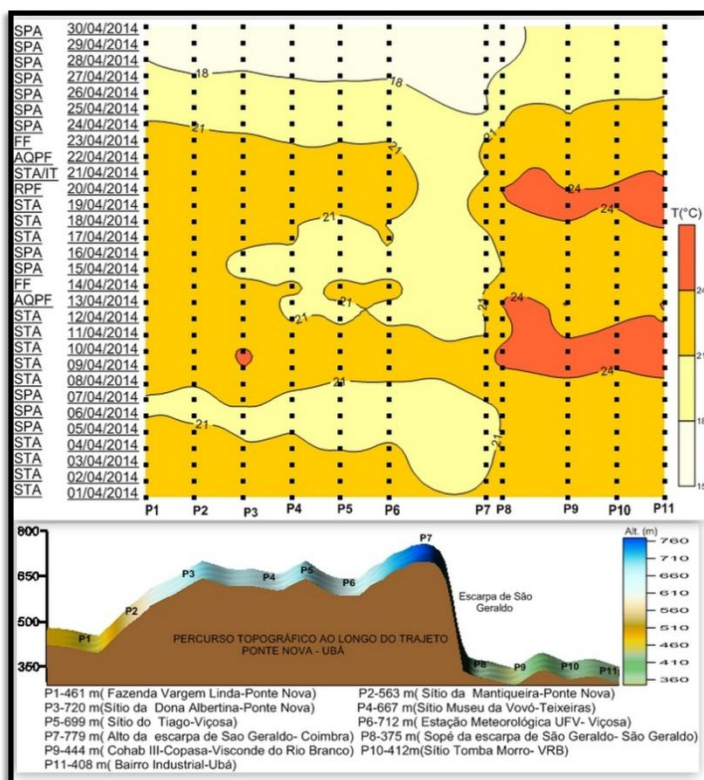 SPA 30/04/2014
SPA 29/04/2014
SPA 28/04/2014
SPA 27/04/2014
SPA 26/04/2014
SPA 25/04/2014
SPA 24/04/2014
FF 23/04/2014
AQPF 22/04/2014
STA/IT 21/04/2014
RPF 20/04/2014
STA 19/04/2014
STA 18/04/2014
STA 17/04/2014
SPA 16/04/2014
SPA 15/04/2014
FF 14/04/2014
AQPF 13/04/2014
STA 12/04/2014
STA 11/04/2014
STA 10/04/2014
STA 09/04/2014
STA 08/04/2014
SPA 07/04/2014
SPA 06/04/2014
SPA 05/04/2014
STA 04/04/2014
STA 03/04/2014
STA 02/04/2014
STA 01/04/2014
18 18
21 21 21
24
24
21
24
21 21 21
24
21
21 21
T(°C)
24
21
18
15
P1 P2 P3 P4 P5 P6 P7 P8 P9 P10 P11
800
650
500
350
P1 P2 P3 P4 P5 P6 P7 P8 P9 P10 P11
Escarpa de São
Geraldo
PERCURSO TOPOGRÁFICO AO LONGO DO TRAJETO
PONTE NOVA - UBÁ
Alt. (m)
760
710
660
610
560
510
460
410
360
P1-461 m( Fazenda Vargem Linda-Ponte Nova) P2-563 m( Sítio da Mantiqueira-Ponte Nova)
P3-720 m(Sítio da Dona Albertina-Ponte Nova) P4-667 m(Sítio Museu da Vovó-Teixeiras)
P5-699 m(Sítio do Tiago-Viçosa) P6-712 m( Estação Meteorológica UFV- Viçosa)
P7-779 m( Alto da escarpa de Sao Geraldo- Coimbra) P8-375 m( Sopé da escarpa de São Geraldo- São Geraldo)
P9-444 m( Cohab III-Copasa-Visconde do Rio Branco) P10-412m(Sítio Tomba Morro- VRB)
P11-408 m( Bairro Industrial-Ubá)